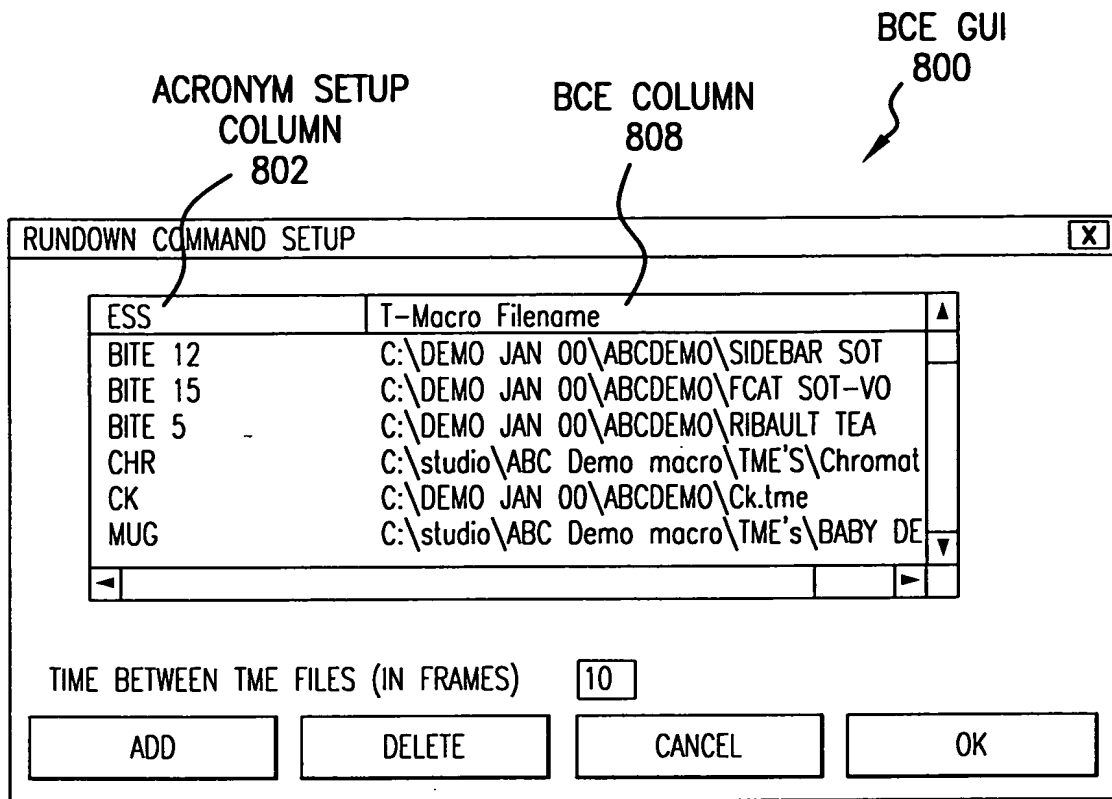 BCE GUI
800
ACRONYM SETUP
COLUMN
802
BCE COLUMN
808
RUNDOWN COMMAND SETUP X
ESS T-Macro Filename
BITE 12 C:\DEMO JAN 00\ABCDEMO\SIDEBAR SOT
BITE 15 C:\DEMO JAN 00\ABCDEMO\FCAT SOT-VO
BITE 5 C:\DEMO JAN 00\ABCDEMO\RIBAULT TEA
CHR C:\studio\ABC Demo macro\TME'S\Chromat
CK C:\DEMO JAN 00\ABCDEMO\Ck.tme
MUG C:\studio\ABC Demo macro\TME's\BABY DE
TIME BETWEEN TME FILES (IN FRAMES) 10
ADD DELETE CANCEL OK